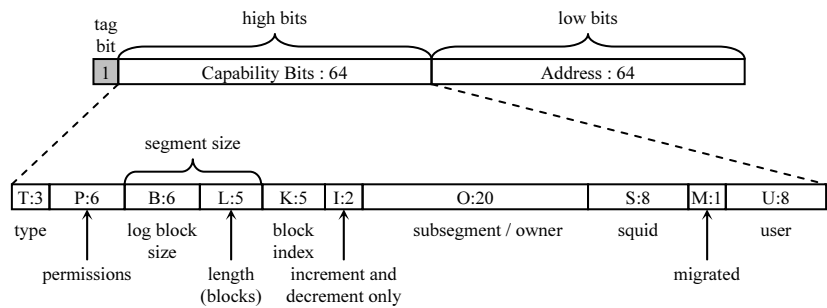 tag bit
high bits
low bits
1
Capability Bits : 64
Address : 64
segment size
T:3
P:6
B:6
L:5
K:5
I:2
O:20
S:8
M:1
U:8
type
log block size
block index
subsegment / owner
squid
user
permissions
length (blocks)
increment and decrement only
migrated